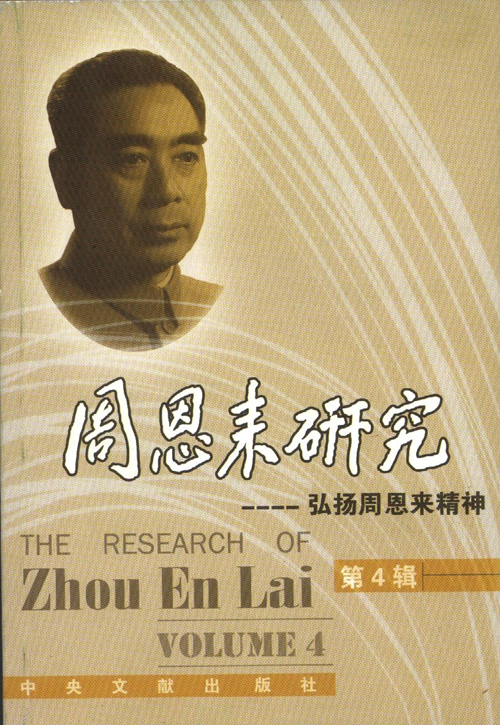 周恩来研究
----弘扬周恩来精神
THE RESEARCH OF
Zhou En Lai
第4辑
VOLUME 4
中央文献出版社